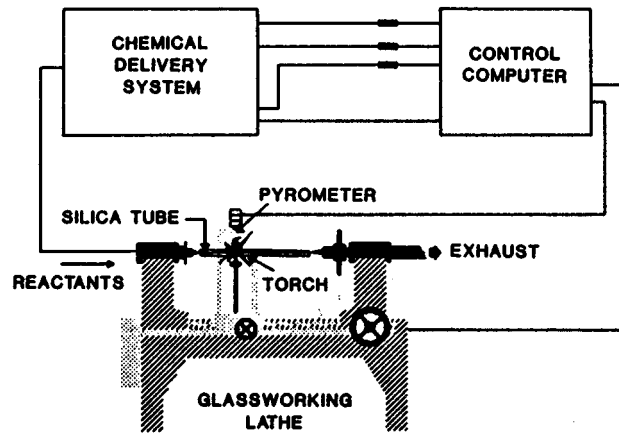 CHEMICAL
DELIVERY
SYSTEM
CONTROL
COMPUTER
PYROMETER
SILICA TUBE
EXHAUST
REACTANTS
TORCH
GLASSWORKING
LATHE